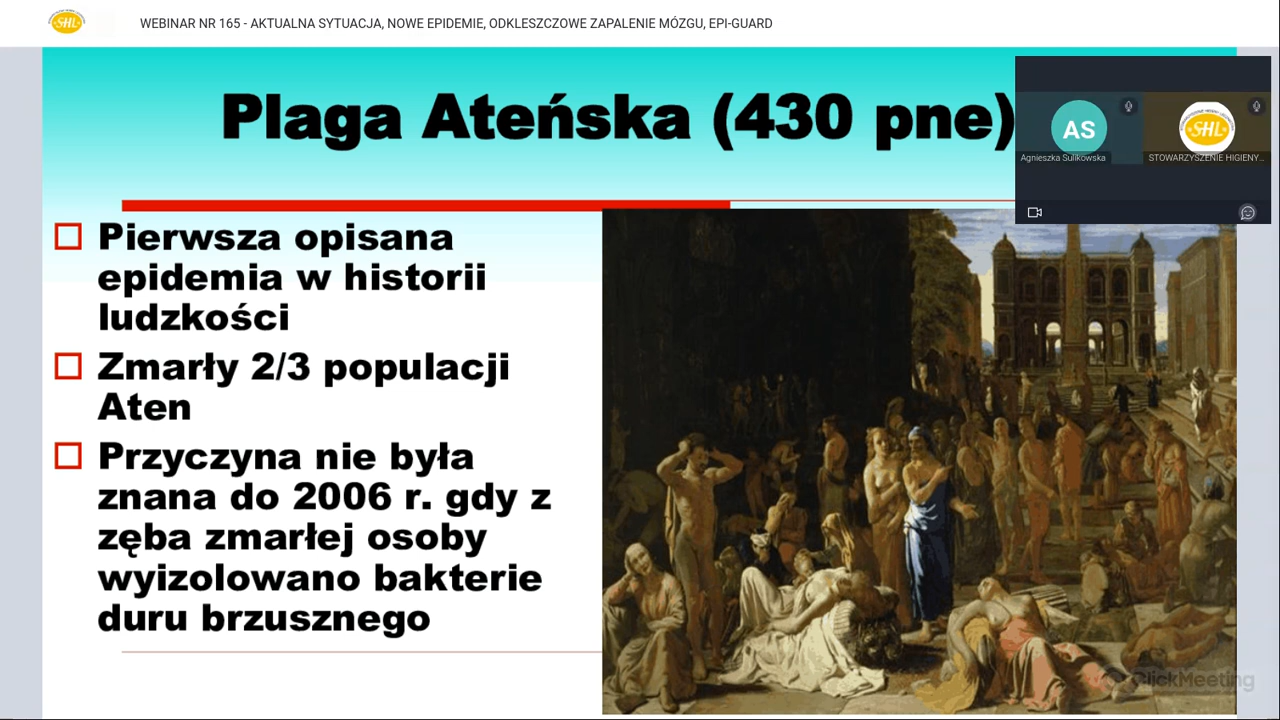 SHL
WEBINAR NR 165 - AKTUALNA SYTUACJA, NOWE EPIDEMIE, ODKLESZCZOWE ZAPALENIE MÓZGU, EPI-GUARD
Plaga Ateńska (430 pne)
AS
SHL
Agnieszka Sulikowska
STOWARZYSZENIE HIGIENY...
Pierwsza opisana
epidemia w historii
ludzkości
Zmarły 2/3 populacji
Aten
Przyczyna nie była
znana do 2006 r. gdy z
zęba zmarłej osoby
wyizolowano bakterie
duru brzusznego
ClickMeeting